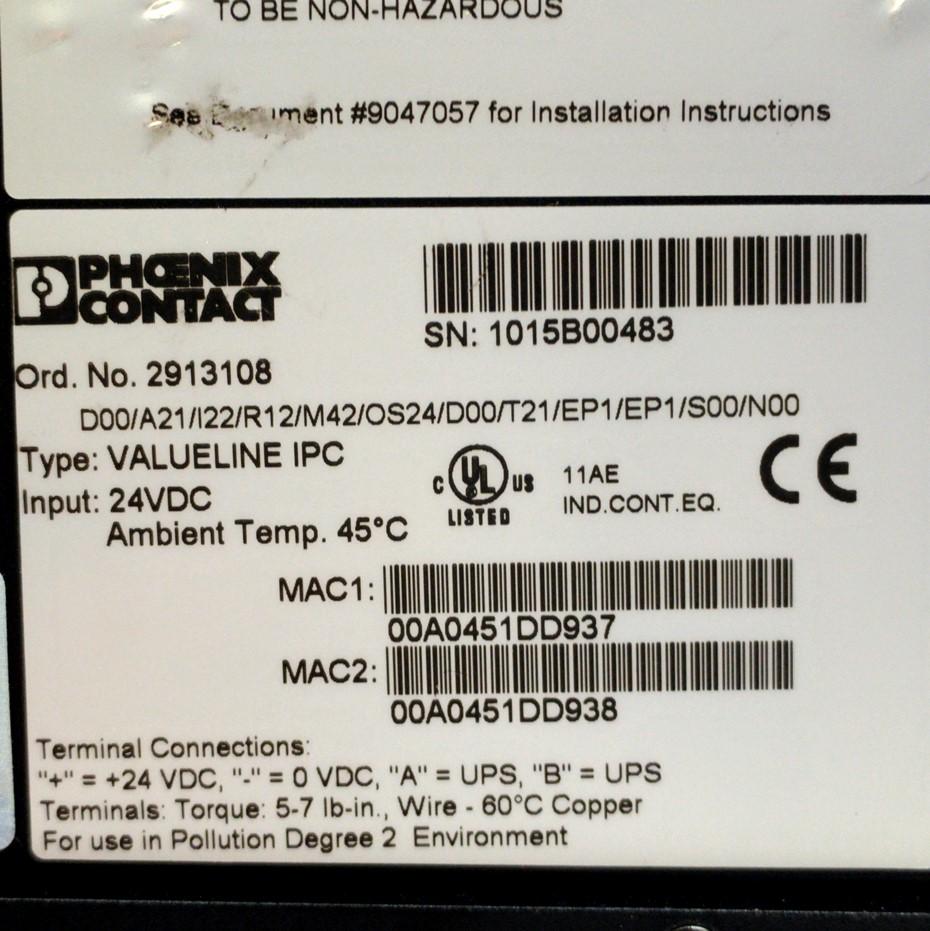 TO BE NON-HAZARDOUS
See Document #9047057 for Installation Instructions
PHŒNIX
CONTACT
SN: 1015B00483
Ord. No. 2913108
D00/A21/I22/R12/M42/OS24/D00/T21/EP1/EP1/S00/N00
Type: VALUELINE IPC
Input: 24VDC
Ambient Temp. 45°C
C UL US
LISTED
11AE
IND.CONT.EQ.
CE
MAC1:
00A0451DD937
MAC2:
00A0451DD938
Terminal Connections:
"+" = +24 VDC, "-" = 0 VDC, "A" = UPS, "B" = UPS
Terminals: Torque: 5-7 lb-in., Wire - 60°C Copper
For use in Pollution Degree 2 Environment